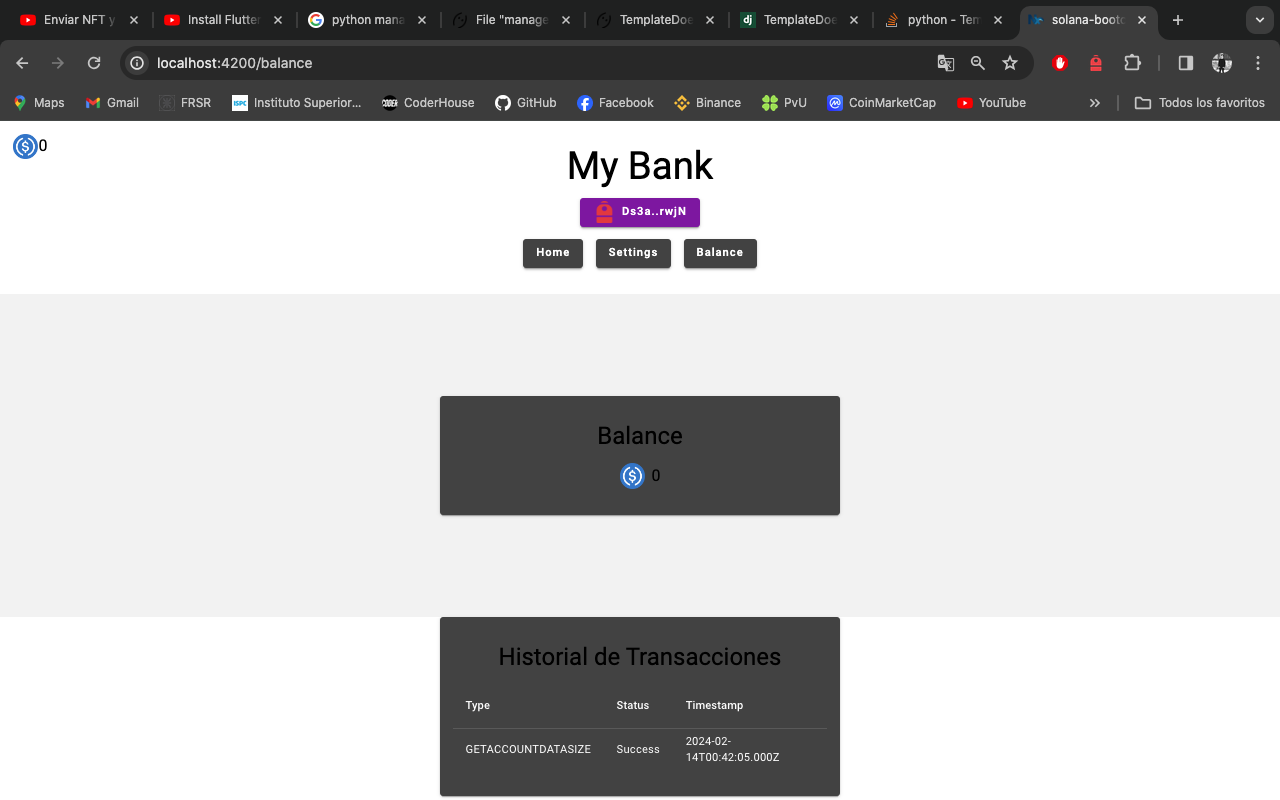 Enviar NFT y
Install Flutter
python mana
File "manage
TemplateDoe
TemplateDoe
python - Tem
solana-bootc
localhost:4200/balance
Maps
Gmail
FRSR
ISPC
Instituto Superior...
CODER
CoderHouse
GitHub
Facebook
Binance
PvU
CoinMarketCap
YouTube
Todos los favoritos
0
My Bank
Ds3a..rwjN
Home
Settings
Balance
Balance
0
Historial de Transacciones
Type Status Timestamp
GETACCOUNTDATASIZE Success 2024-02-
14T00:42:05.000Z